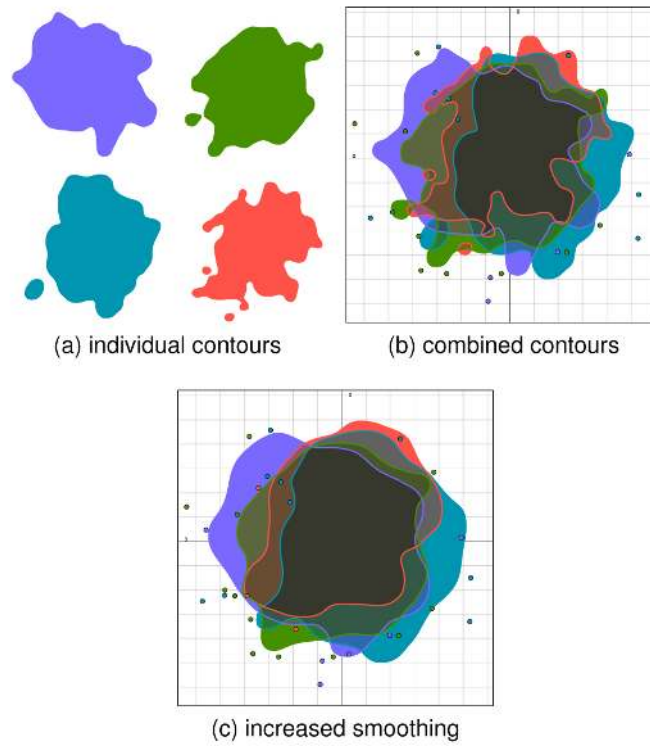 (a) individual contours
(b) combined contours
(c) increased smoothing